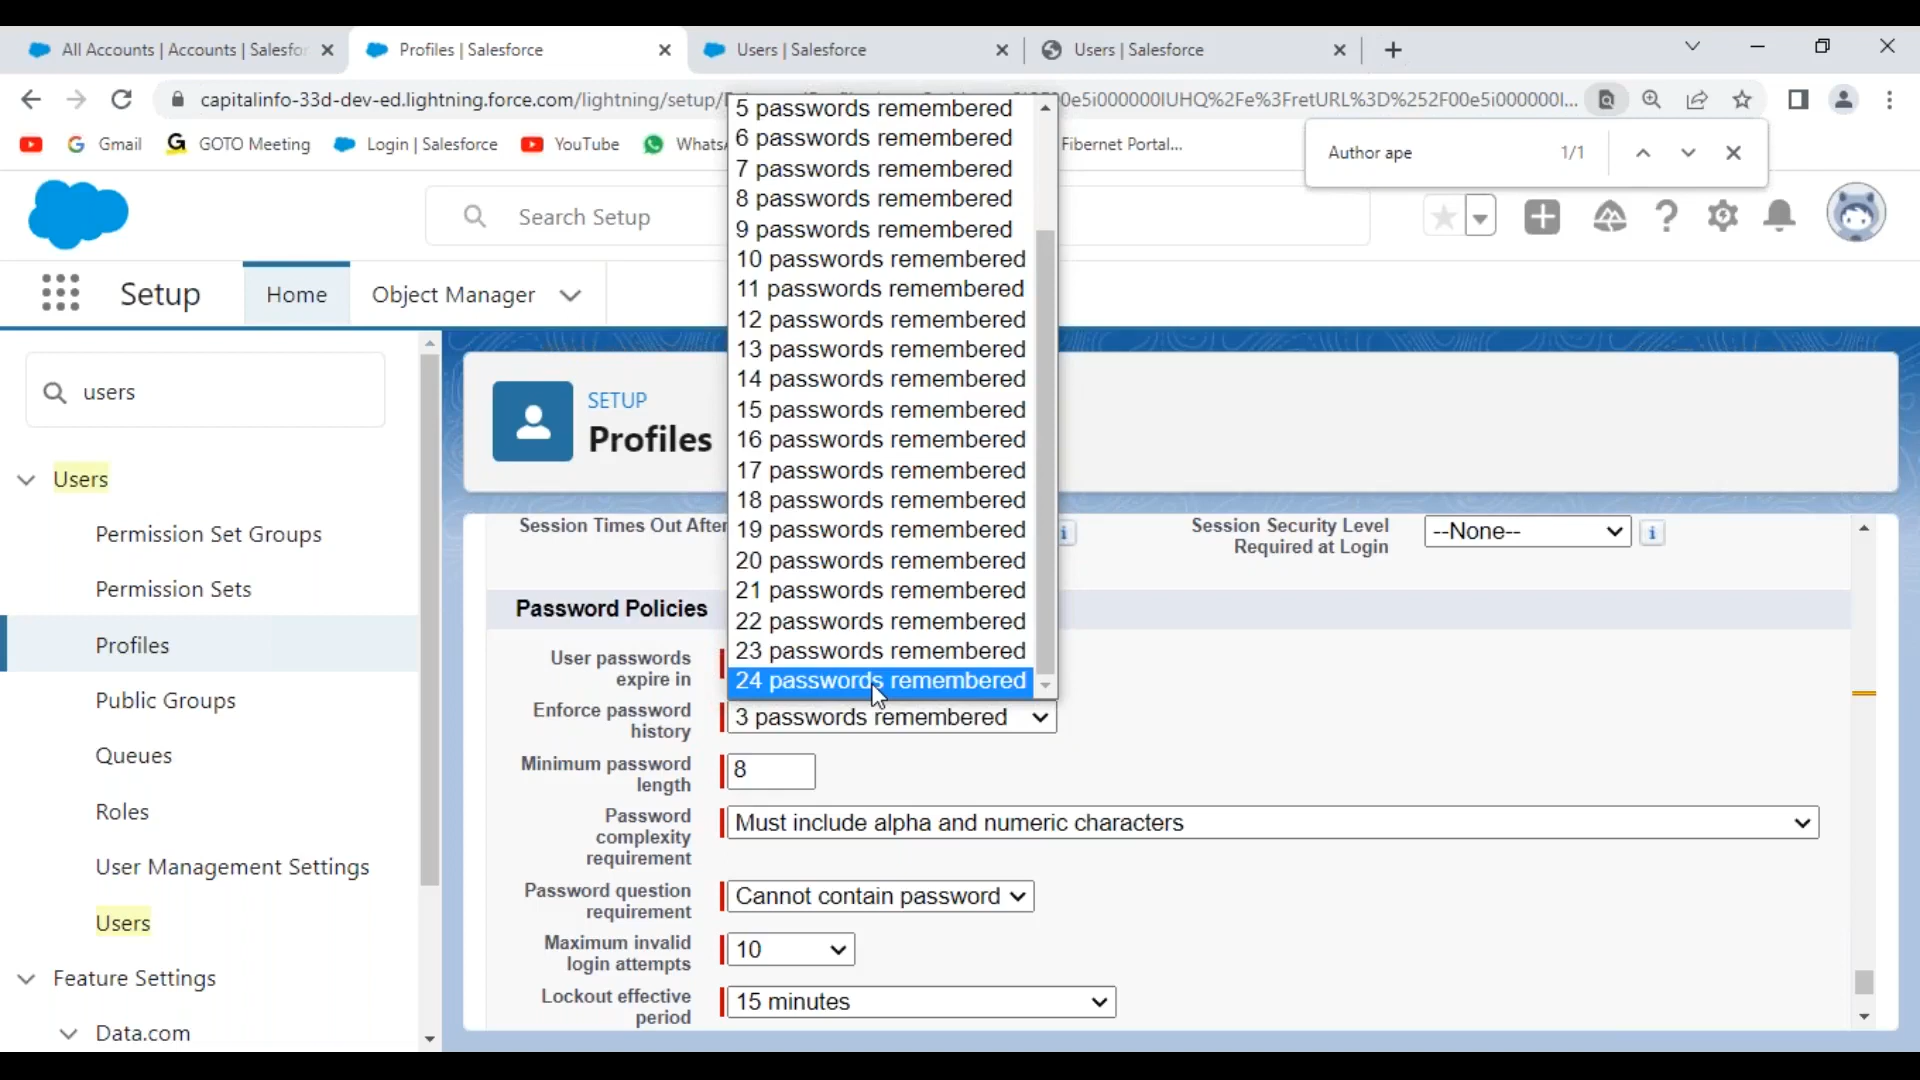 All Accounts | Accounts | Salesfor
Profiles | Salesforce
Users | Salesforce
Users | Salesforce
capitalinfo-33d-dev-ed.lightning.force.com/lightning/setup/
00e5i000000IUHQ%2Fe%3FretURL%3D%252F00e5i000000I...
Gmail
GOTO Meeting
Login | Salesforce
YouTube
Fibernet Portal...
Author ape
1/1
Search Setup
Setup
Home
Object Manager
users
Users
Permission Set Groups
Permission Sets
Profiles
Public Groups
Queues
Roles
User Management Settings
Users
Feature Settings
Data.com
SETUP
Profiles
5 passwords remembered
6 passwords remembered
7 passwords remembered
8 passwords remembered
9 passwords remembered
10 passwords remembered
11 passwords remembered
12 passwords remembered
13 passwords remembered
14 passwords remembered
15 passwords remembered
16 passwords remembered
17 passwords remembered
18 passwords remembered
19 passwords remembered
20 passwords remembered
21 passwords remembered
22 passwords remembered
23 passwords remembered
24 passwords remembered
Session Times Out After
Session Security Level
Required at Login
--None--
Password Policies
User passwords
expire in
Enforce password
history
3 passwords remembered
Minimum password
length
8
Password
complexity
requirement
Must include alpha and numeric characters
Password question
requirement
Cannot contain password
Maximum invalid
login attempts
10
Lockout effective
period
15 minutes